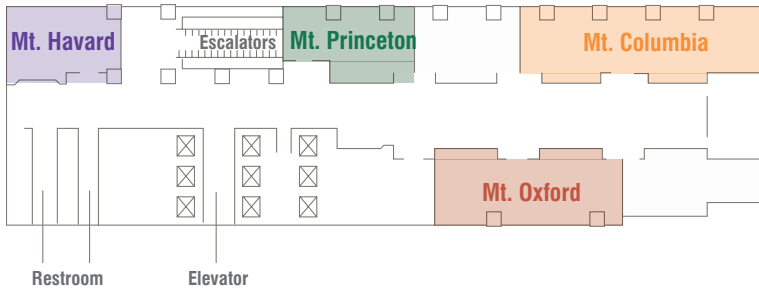 Mt. Havard
Escalators
Mt. Princeton
Mt. Columbia
Mt. Oxford
Restroom
Elevator